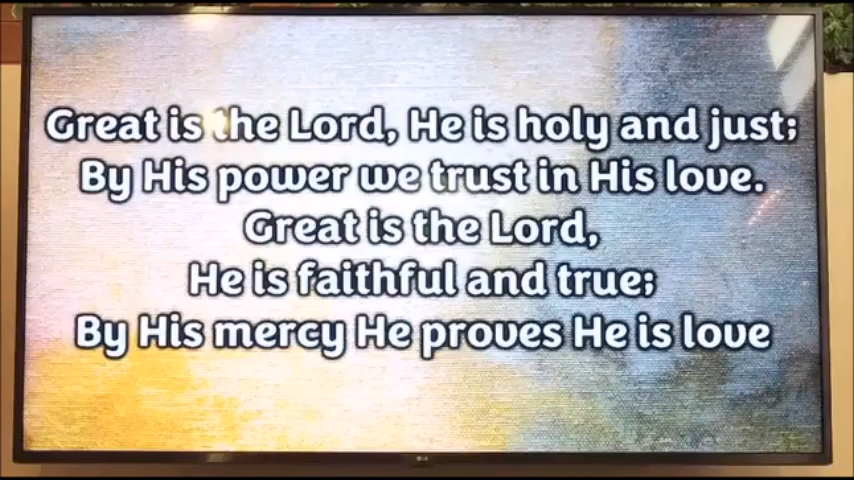 Great is the Lord, He is holy and just;
By His power we trust in His love.
Great is the Lord,
He is faithful and true;
By His mercy He proves He is love
LG